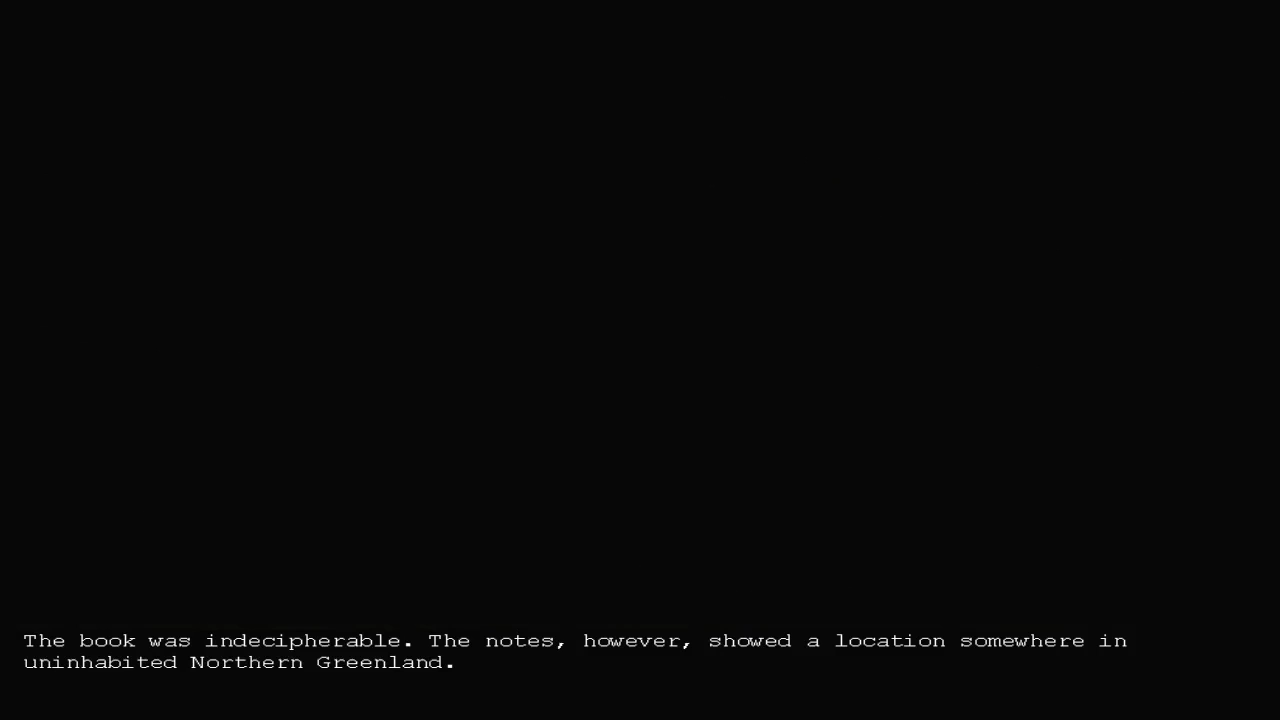 The book was indecipherable. The notes, however, showed a location somewhere in
uninhabited Northern Greenland.